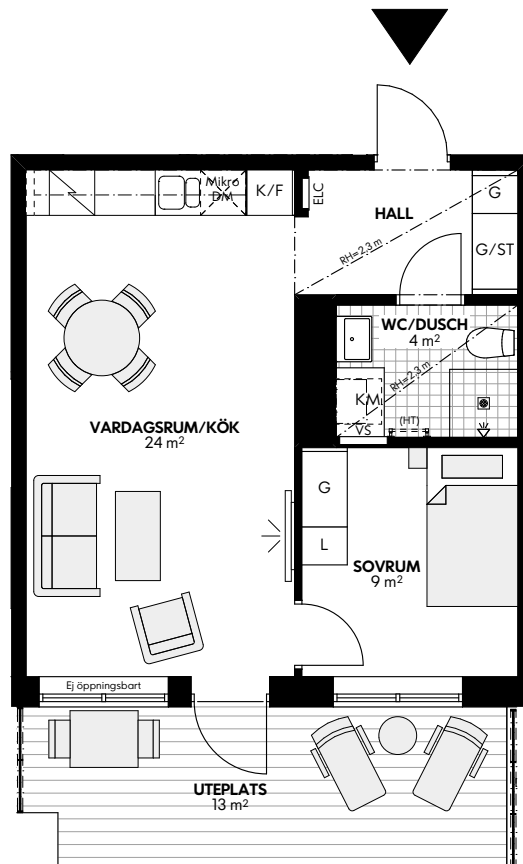 Mikro
DM
K/F
ELC
HALL
G
G/ST
RH=2,3 m
WC/DUSCH
4 m²
RH=2,3 m
KM
(HT)
VS
VARDAGSRUM/KÖK
24 m²
G
L
SOVRUM
9 m²
Ej öppningsbart
UTEPLATS
13 m²